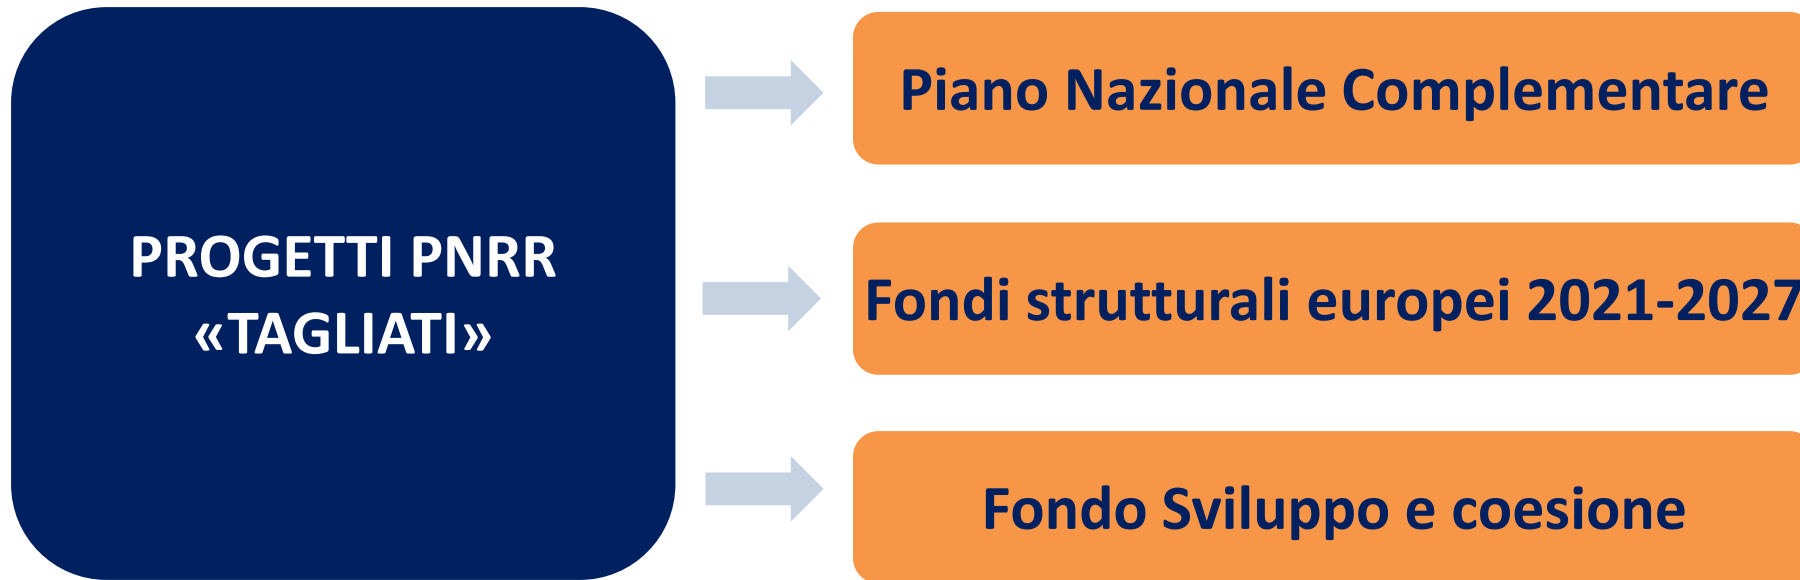 PROGETTI PNRR
«TAGLIATI»
Piano Nazionale Complementare
Fondi strutturali europei 2021-2027
Fondo Sviluppo e coesione